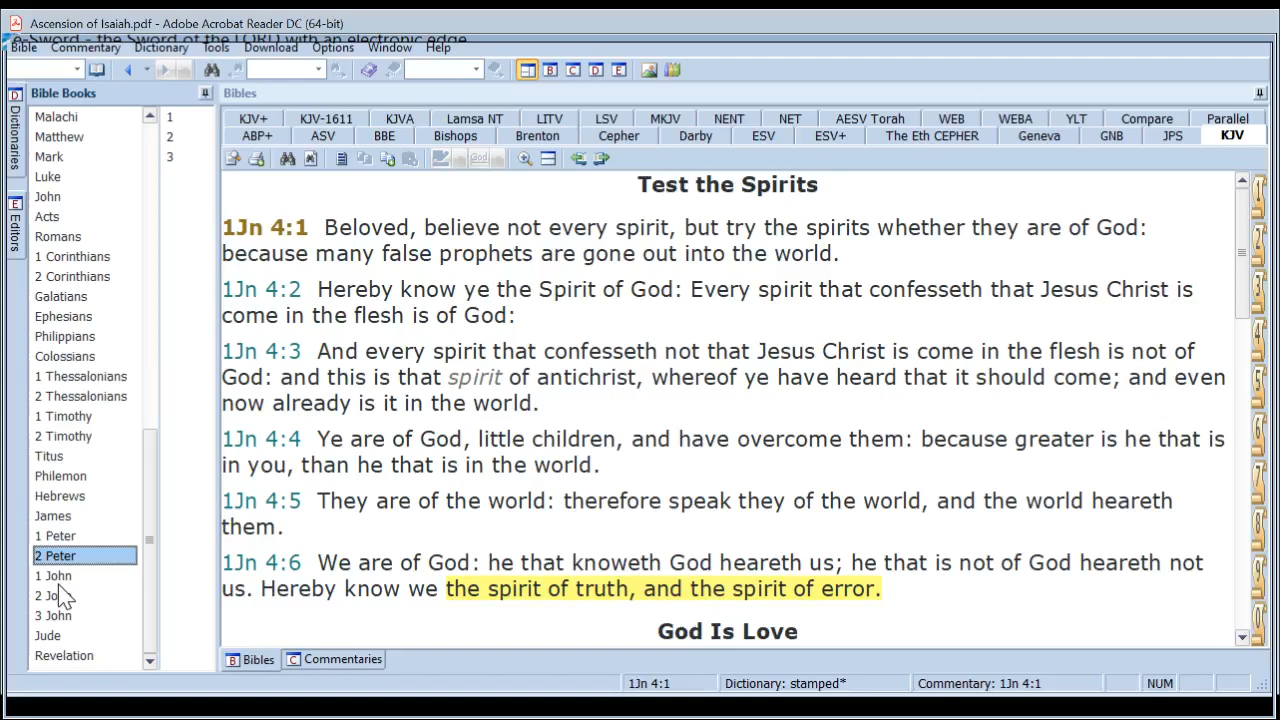 Ascension of Isaiah.pdf - Adobe Acrobat Reader DC (64-bit)
e-Sword - the Sword of the LORD with an electronic edge
Bible Commentary Dictionary Tools Download Options Window Help
Bible Books
Bibles
Dictionaries
Editors
Malachi
Matthew
Mark
Luke
John
Acts
Romans
1 Corinthians
2 Corinthians
Galatians
Ephesians
Philippians
Colossians
1 Thessalonians
2 Thessalonians
1 Timothy
2 Timothy
Titus
Philemon
Hebrews
James
1 Peter
2 Peter
1 John
2 Jo
3 John
Jude
Revelation
1
2
3
KJV+ KJV-1611 KJVA Lamsa NT LITV LSV MKJV NENT NET AESV Torah WEB WEBA YLT Compare Parallel
ABP+ ASV BBE Bishops Brenton Cepher Darby ESV ESV+ The Eth CEPHER Geneva GNB JPS KJV
Test the Spirits
1Jn 4:1 Beloved, believe not every spirit, but try the spirits whether they are of God:
because many false prophets are gone out into the world.
1Jn 4:2 Hereby know ye the Spirit of God: Every spirit that confesseth that Jesus Christ is
come in the flesh is of God:
1Jn 4:3 And every spirit that confesseth not that Jesus Christ is come in the flesh is not of
God: and this is that spirit of antichrist, whereof ye have heard that it should come; and even
now already is it in the world.
1Jn 4:4 Ye are of God, little children, and have overcome them: because greater is he that is
in you, than he that is in the world.
1Jn 4:5 They are of the world: therefore speak they of the world, and the world heareth
them.
1Jn 4:6 We are of God: he that knoweth God heareth us; he that is not of God heareth not
us. Hereby know we the spirit of truth, and the spirit of error.
God Is Love
Bibles Commentaries
1Jn 4:1 Dictionary: stamped* Commentary: 1Jn 4:1 NUM